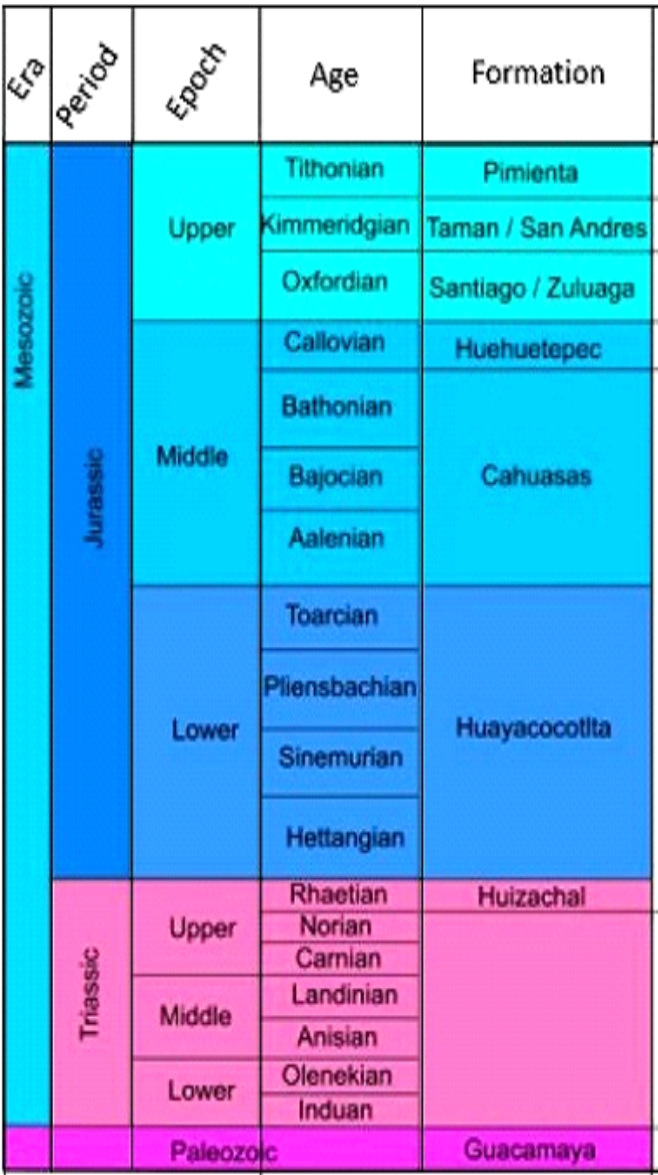 Era Period Epoch Age Formation
Mesozoic
Jurassic
Upper
Tithonian Pimienta
Kimmeridgian Taman / San Andres
Oxfordian Santiago / Zuluaga
Middle
Callovian Huehuetepec
Bathonian
Bajocian
Aalenian
Cahuasas
Lower
Toarcian
Pliensbachian
Sinemurian
Hettangian
Huayacocotlta
Triassic
Upper
Rhaetian Huizachal
Norian
Carnian
Middle
Landinian
Anisian
Lower
Olenekian
Induan
Paleozoic Guacamaya